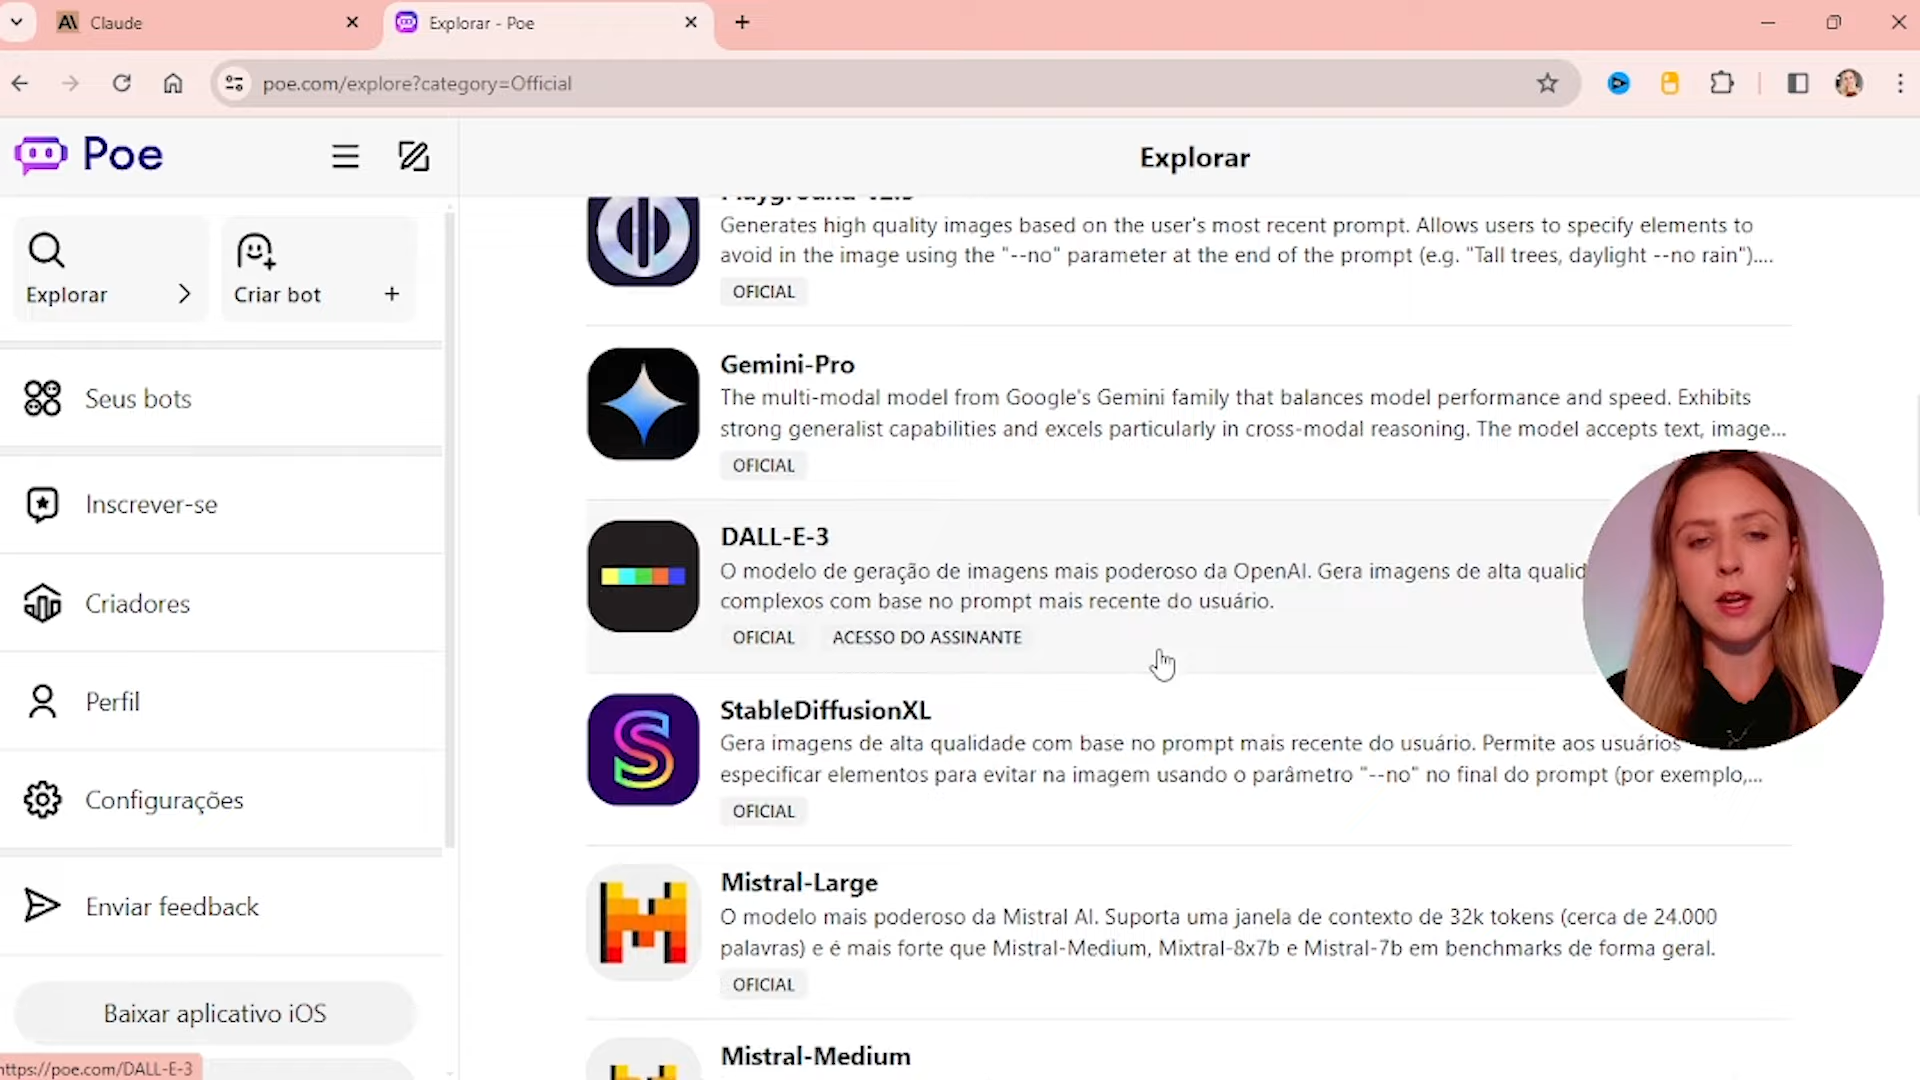 Claude
Explorar - Poe
poe.com/explore?category=Official
Poe
Explorar
Explorar
Criar bot
Seus bots
Inscrever-se
Criadores
Perfil
Configurações
Enviar feedback
Baixar aplicativo iOS
https://poe.com/DALL-E-3
Playground-v2.5
Generates high quality images based on the user's most recent prompt. Allows users to specify elements to
avoid in the image using the "--no" parameter at the end of the prompt (e.g. "Tall trees, daylight --no rain")....
OFICIAL
Gemini-Pro
The multi-modal model from Google's Gemini family that balances model performance and speed. Exhibits
strong generalist capabilities and excels particularly in cross-modal reasoning. The model accepts text, image...
OFICIAL
DALL-E-3
O modelo de geração de imagens mais poderoso da OpenAI. Gera imagens de alta qualid
complexos com base no prompt mais recente do usuário.
OFICIAL ACESSO DO ASSINANTE
StableDiffusionXL
Gera imagens de alta qualidade com base no prompt mais recente do usuário. Permite aos usuários
especificar elementos para evitar na imagem usando o parâmetro "--no" no final do prompt (por exemplo,...
OFICIAL
Mistral-Large
O modelo mais poderoso da Mistral AI. Suporta uma janela de contexto de 32k tokens (cerca de 24.000
palavras) e é mais forte que Mistral-Medium, Mixtral-8x7b e Mistral-7b em benchmarks de forma geral.
OFICIAL
Mistral-Medium